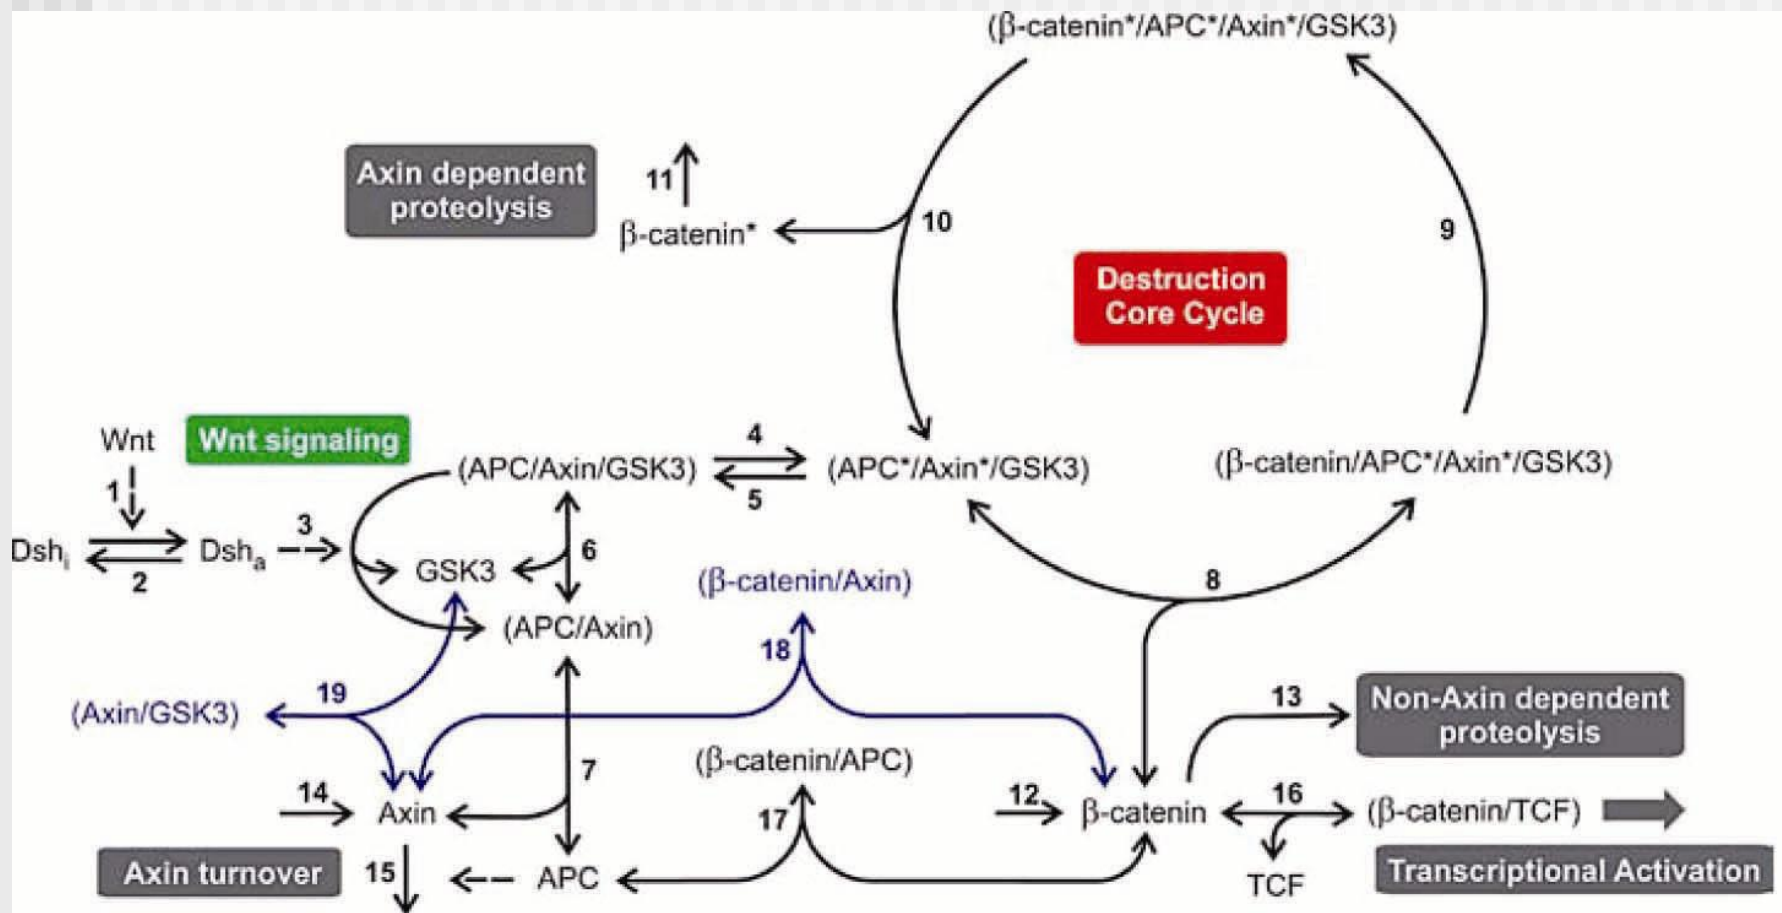 (β-catenin*/APC*/Axin*/GSK3)
Axin dependent
proteolysis
11
β-catenin*
10
9
Destruction
Core Cycle
Wnt
Wnt signaling
(APC/Axin/GSK3)
4
5
(APC*/Axin*/GSK3)
(β-catenin/APC*/Axin*/GSK3)
1
Dshi
2
Dsha
3
GSK3
6
(β-catenin/Axin)
8
(APC/Axin)
18
19
(Axin/GSK3)
13
Non-Axin dependent
proteolysis
7
(β-catenin/APC)
14
Axin
17
12
β-catenin
16
(β-catenin/TCF)
Axin turnover
15
APC
TCF
Transcriptional Activation